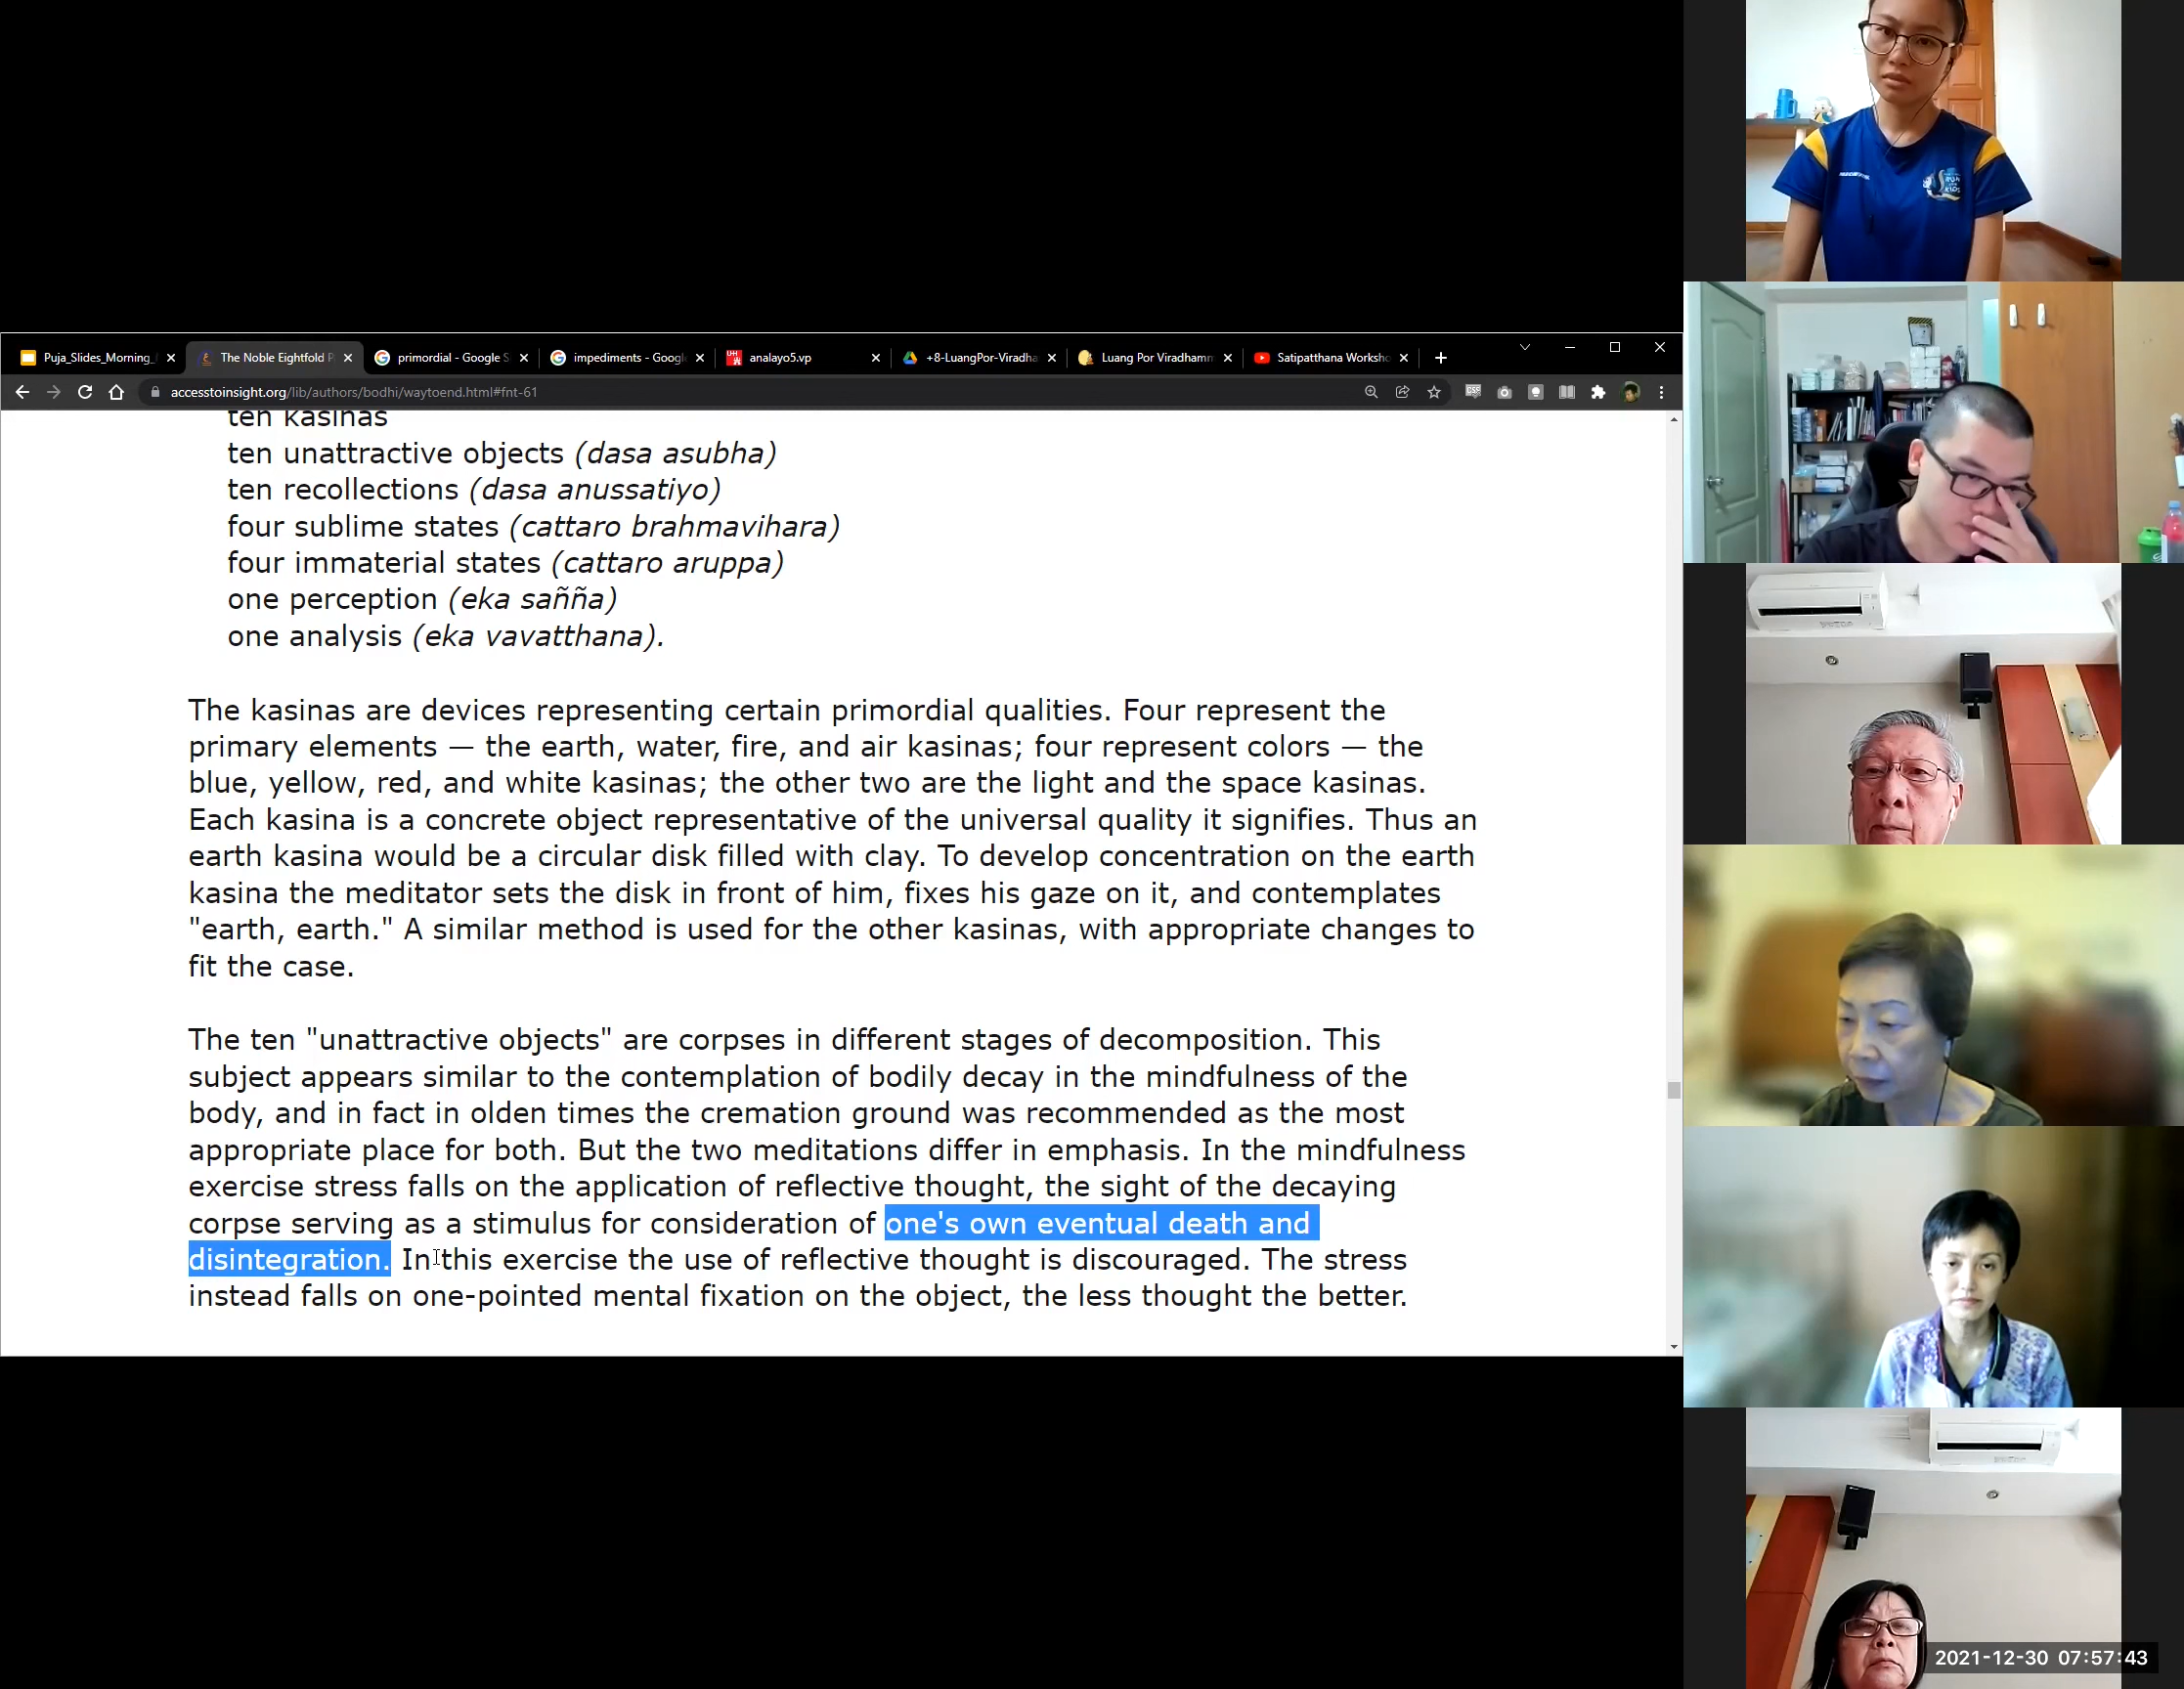 Puja_Slides_Morning_
The Noble Eightfold P
primordial - Google S
impediments - Googl
analayo5.vp
+8-LuangPor-Viradha
Luang Por Viradhamm
Satipatthana Worksho
accesstoinsight.org/lib/authors/bodhi/waytoend.html#fnt-61
ten kasinas
ten unattractive objects (dasa asubha)
ten recollections (dasa anussatiyo)
four sublime states (cattaro brahmavihara)
four immaterial states (cattaro aruppa)
one perception (eka sañña)
one analysis (eka vavatthana).
The kasinas are devices representing certain primordial qualities. Four represent the
primary elements — the earth, water, fire, and air kasinas; four represent colors — the
blue, yellow, red, and white kasinas; the other two are the light and the space kasinas.
Each kasina is a concrete object representative of the universal quality it signifies. Thus an
earth kasina would be a circular disk filled with clay. To develop concentration on the earth
kasina the meditator sets the disk in front of him, fixes his gaze on it, and contemplates
"earth, earth." A similar method is used for the other kasinas, with appropriate changes to
fit the case.
The ten "unattractive objects" are corpses in different stages of decomposition. This
subject appears similar to the contemplation of bodily decay in the mindfulness of the
body, and in fact in olden times the cremation ground was recommended as the most
appropriate place for both. But the two meditations differ in emphasis. In the mindfulness
exercise stress falls on the application of reflective thought, the sight of the decaying
corpse serving as a stimulus for consideration of one's own eventual death and
disintegration. In this exercise the use of reflective thought is discouraged. The stress
instead falls on one-pointed mental fixation on the object, the less thought the better.
2021-12-30 07:57:43